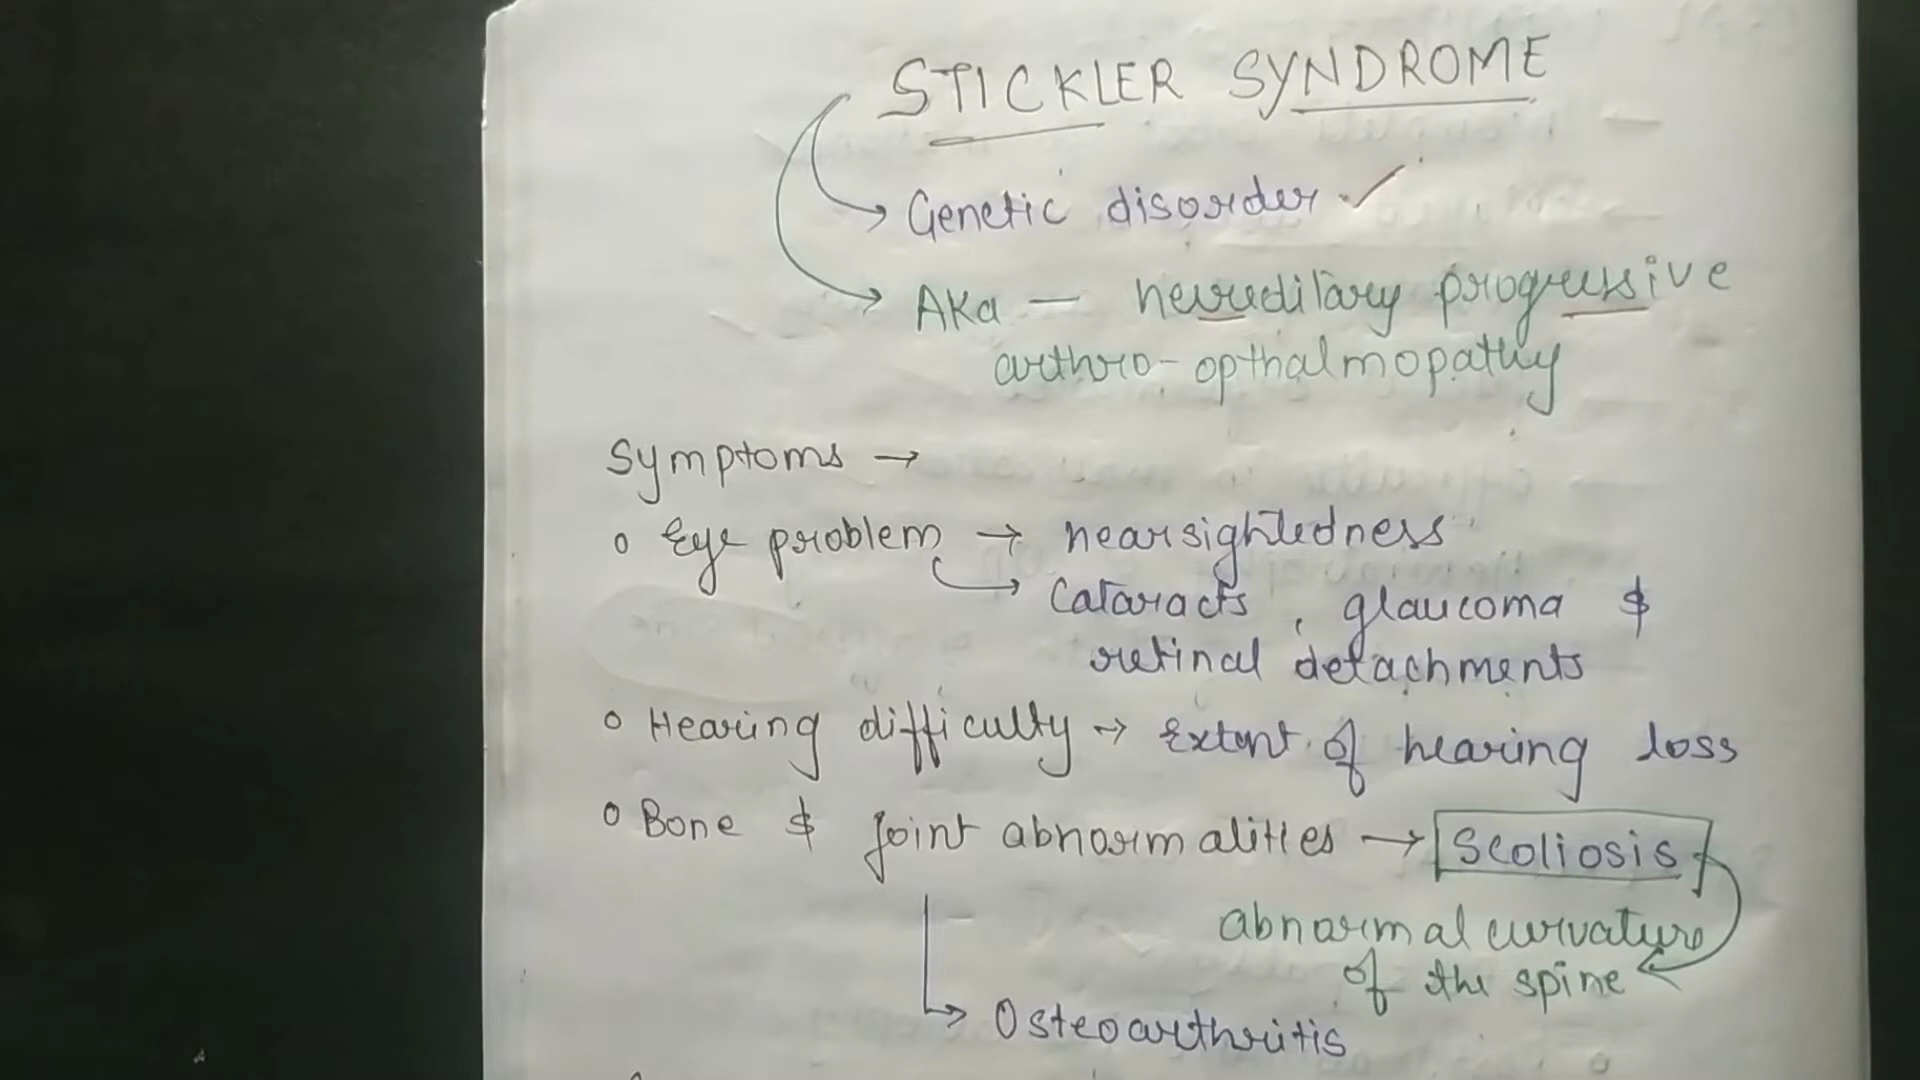 STICKLER SYNDROME
→ Genetic disorder ✓
→ Aka — hereditary progressive
arthro-opthalmopathy
Symptoms →
o Eye problem → nearsightedness
→ Cataracts, glaucoma &
retinal detachments
o Hearing difficulty → Extent of hearing loss
o Bone & Joint abnormalities → Scoliosis
abnormal curvature
of the spine
→ Osteoarthritis